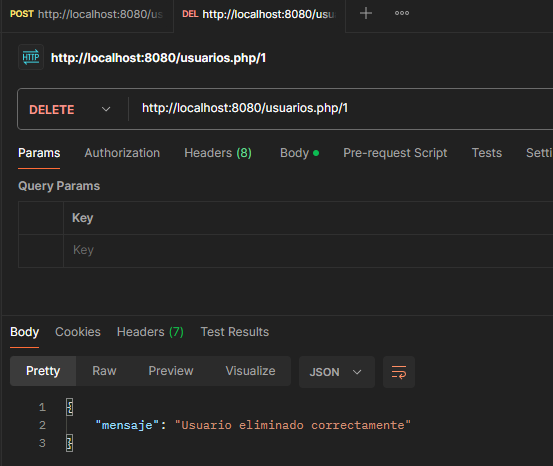 POST http://localhost:8080/us
DEL http://localhost:8080/usua
HTTP http://localhost:8080/usuarios.php/1
DELETE http://localhost:8080/usuarios.php/1
Params Authorization Headers (8) Body Pre-request Script Tests Setti
Query Params
Key
Key
Body Cookies Headers (7) Test Results
Pretty Raw Preview Visualize JSON
1 {
2 "mensaje": "Usuario eliminado correctamente"
3 }